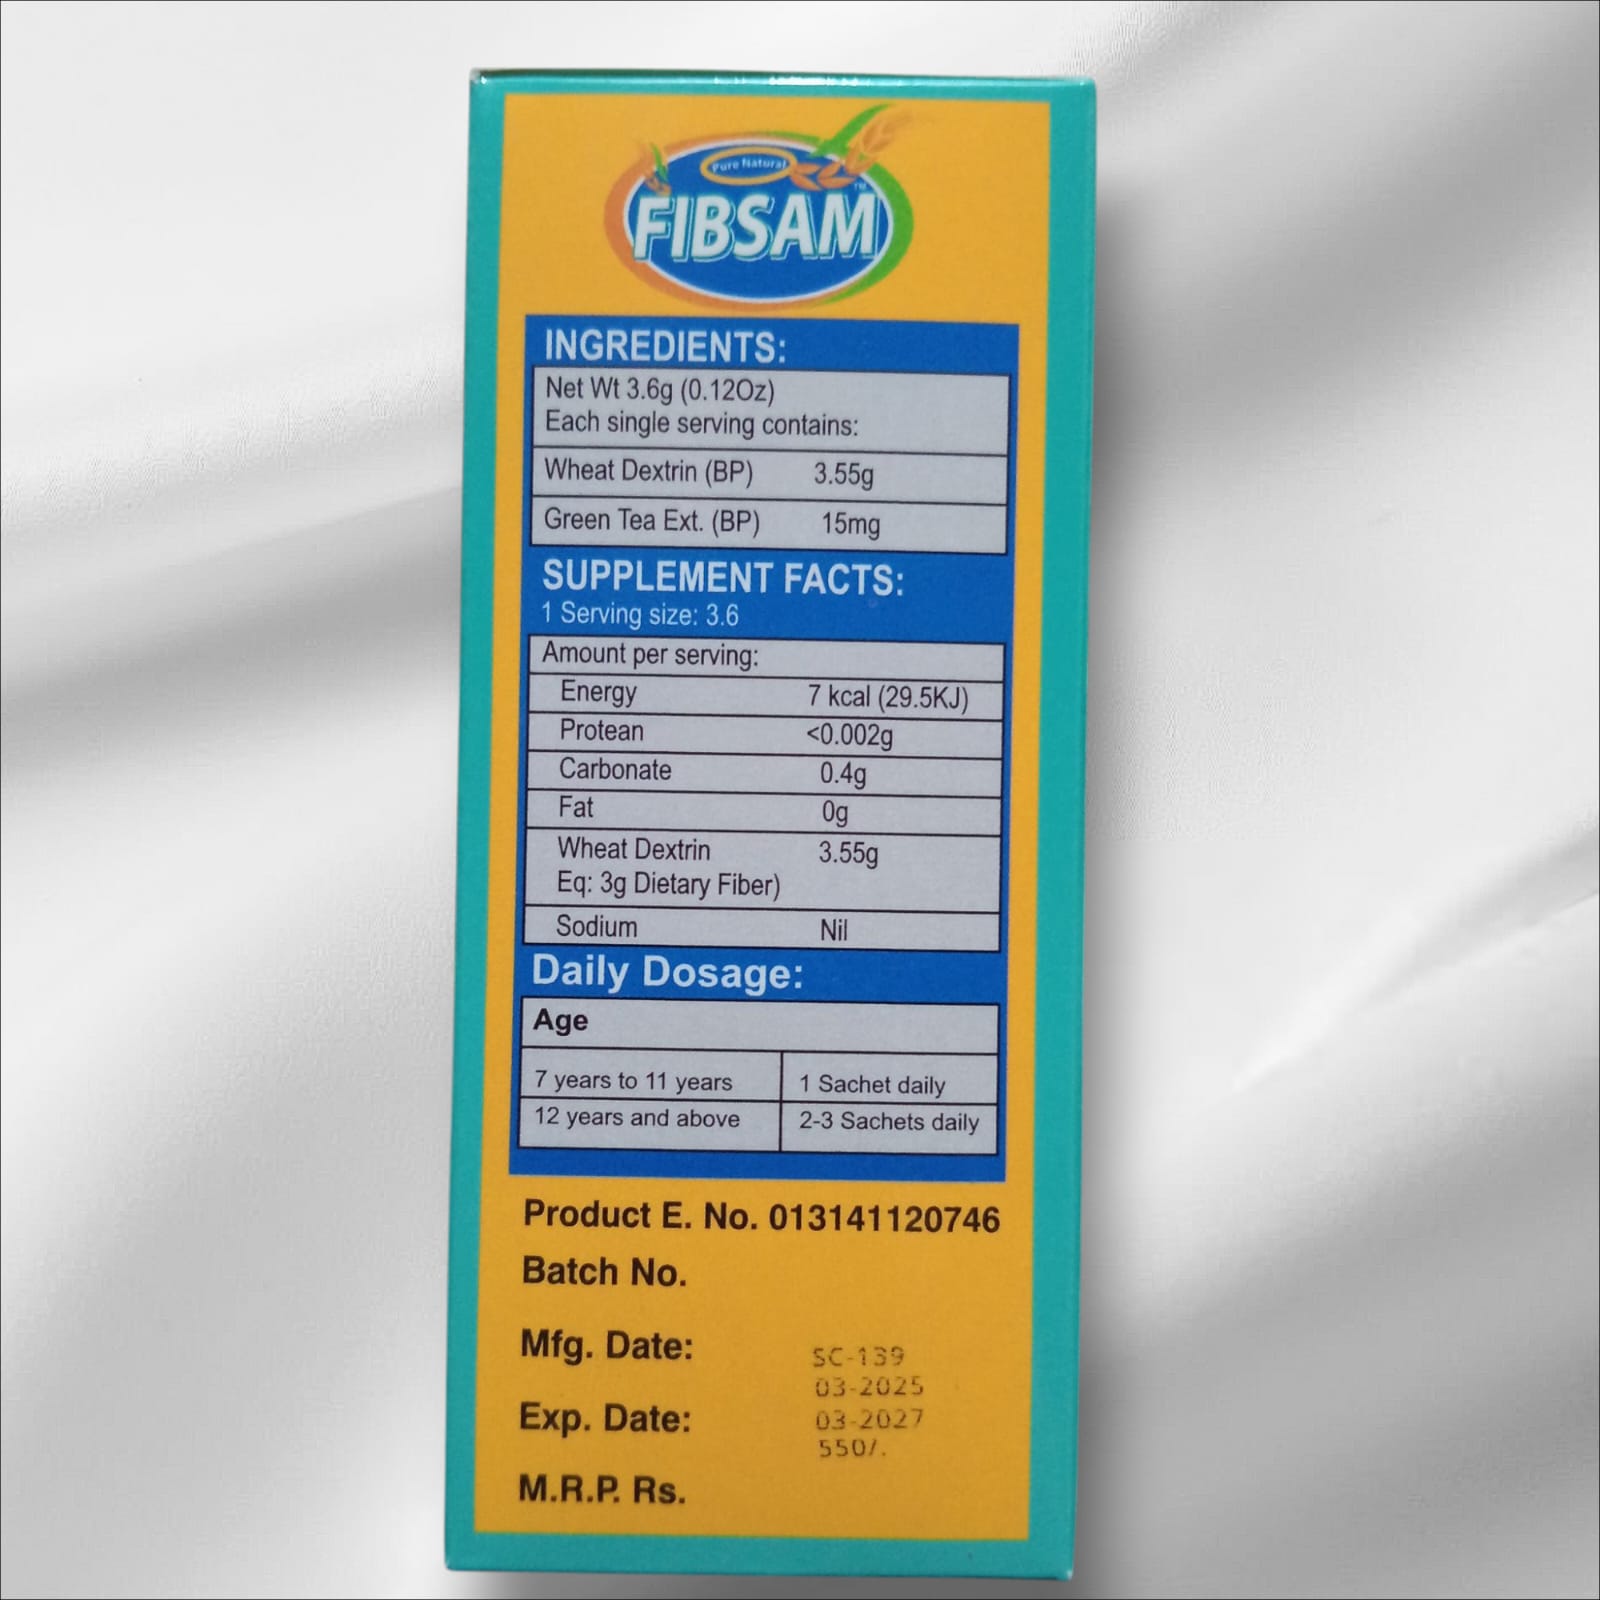 Pure Natural
FIBSAM™
INGREDIENTS:
Net Wt 3.6g (0.12Oz)
Each single serving contains:
Wheat Dextrin (BP) 3.55g
Green Tea Ext. (BP) 15mg
SUPPLEMENT FACTS:
1 Serving size: 3.6
Amount per serving:
Energy 7 kcal (29.5KJ)
Protean <0.002g
Carbonate 0.4g
Fat 0g
Wheat Dextrin 3.55g
Eq: 3g Dietary Fiber)
Sodium Nil
Daily Dosage:
Age
7 years to 11 years 1 Sachet daily
12 years and above 2-3 Sachets daily
Product E. No. 013141120746
Batch No.
Mfg. Date:
SC-139
03-2025
Exp. Date:
03-2027
550/.
M.R.P. Rs.